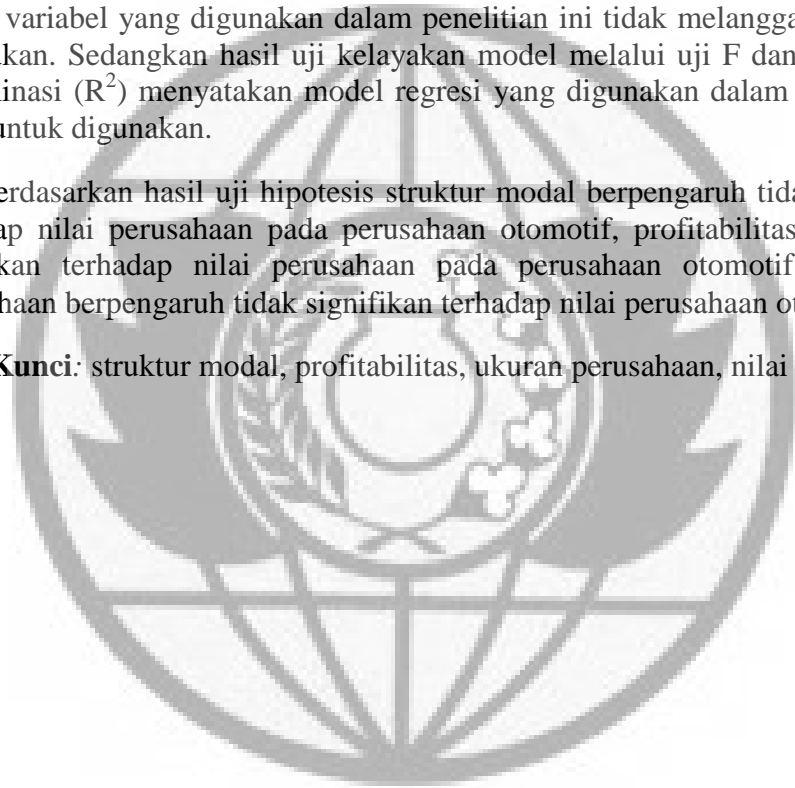 variabel yang digunakan dalam penelitian ini tidak melangga
ukan. Sedangkan hasil uji kelayakan model melalui uji F dan
inasi (R²) menyatakan model regresi yang digunakan dalam
untuk digunakan.
erdasarkan hasil uji hipotesis struktur modal berpengaruh tida
ap nilai perusahaan pada perusahaan otomotif, profitabilitas
ikan terhadap nilai perusahaan pada perusahaan otomotif
haan berpengaruh tidak signifikan terhadap nilai perusahaan ot
Kunci: struktur modal, profitabilitas, ukuran perusahaan, nilai